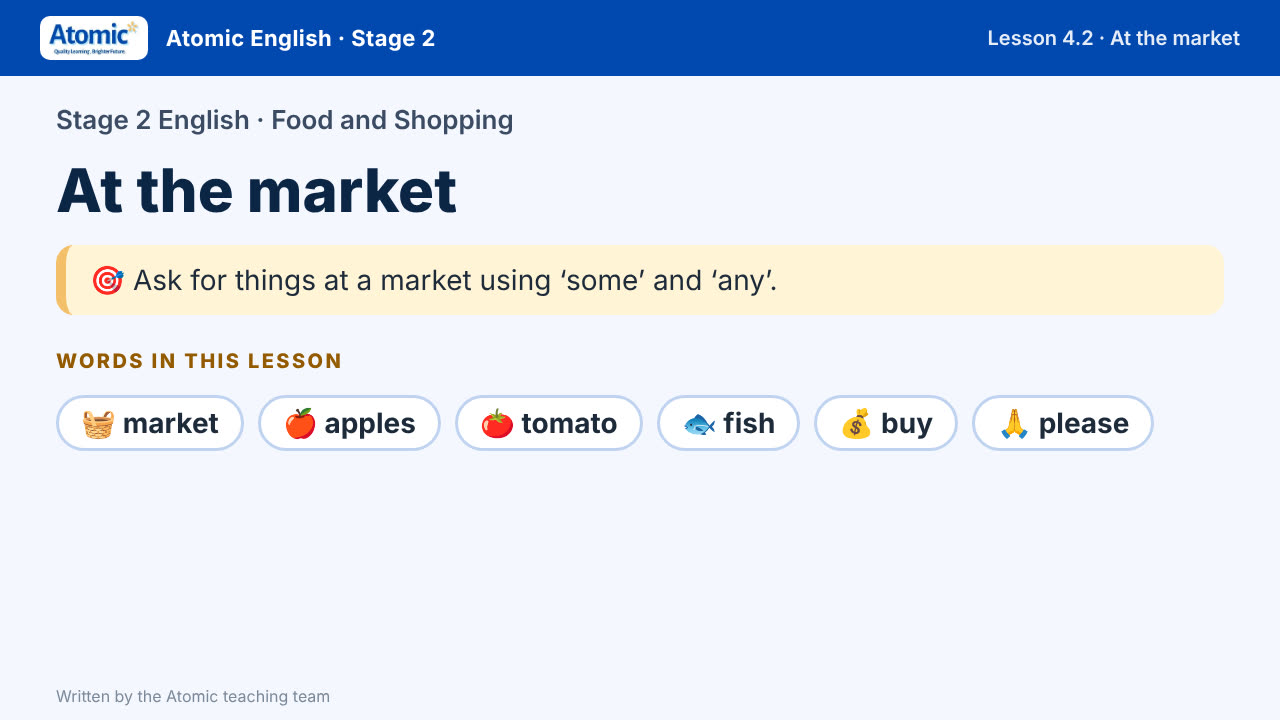 Atomic
Quality Learning. Brighter Future.
Atomic English · Stage 2
Lesson 4.2 · At the market
Stage 2 English · Food and Shopping
At the market
Ask for things at a market using ‘some’ and ‘any’.
WORDS IN THIS LESSON
market
apples
tomato
fish
buy
please
Written by the Atomic teaching team